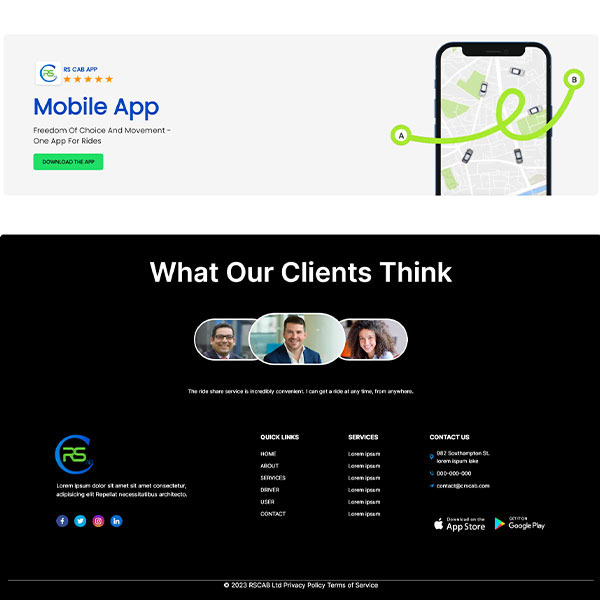 RS
RS CAB APP
Mobile App
Freedom Of Choice And Movement -
One App For Rides
DOWNLOAD THE APP
A
B
What Our Clients Think
The ride share service is incredibly convenient. I can get a ride at any time, from anywhere.
RS
Lorem ipsum dolor sit amet sit amet consectetur,
adipisicing elit Repellat necessitatibus architecto.
QUICK LINKS
HOME
ABOUT
SERVICES
DRIVER
USER
CONTACT
SERVICES
Lorem ipsum
Lorem ipsum
Lorem ipsum
Lorem ipsum
Lorem ipsum
Lorem ipsum
CONTACT US
982 Southampton St,
lorem ispum lake
000-000-000
contact@crscab.com
Download on the
App Store
GET IT ON
Google Play
© 2023 RSCAB Ltd Privacy Policy Terms of Service